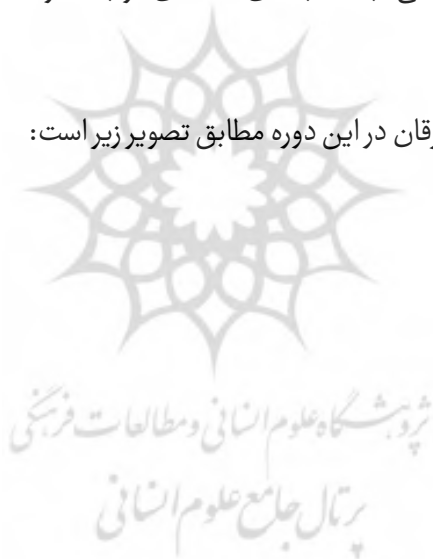 رقان در این دوره مطابق تصویر زیر است:
پژوهشگاه علوم انسانی و مطالعات فرهنگی
پرتال جامع علوم انسانی